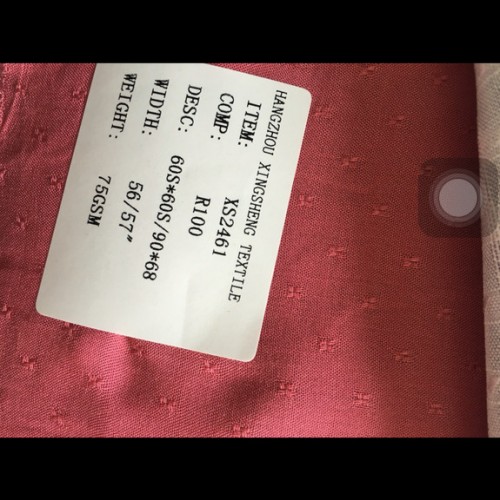 HANGZHOU XINGSHENG TEXTILE
ITEM: XS2461
COMP: R100
DESC: 60S*60S/90*68
WIDTH: 56/57"
WEIGHT: 75GSM